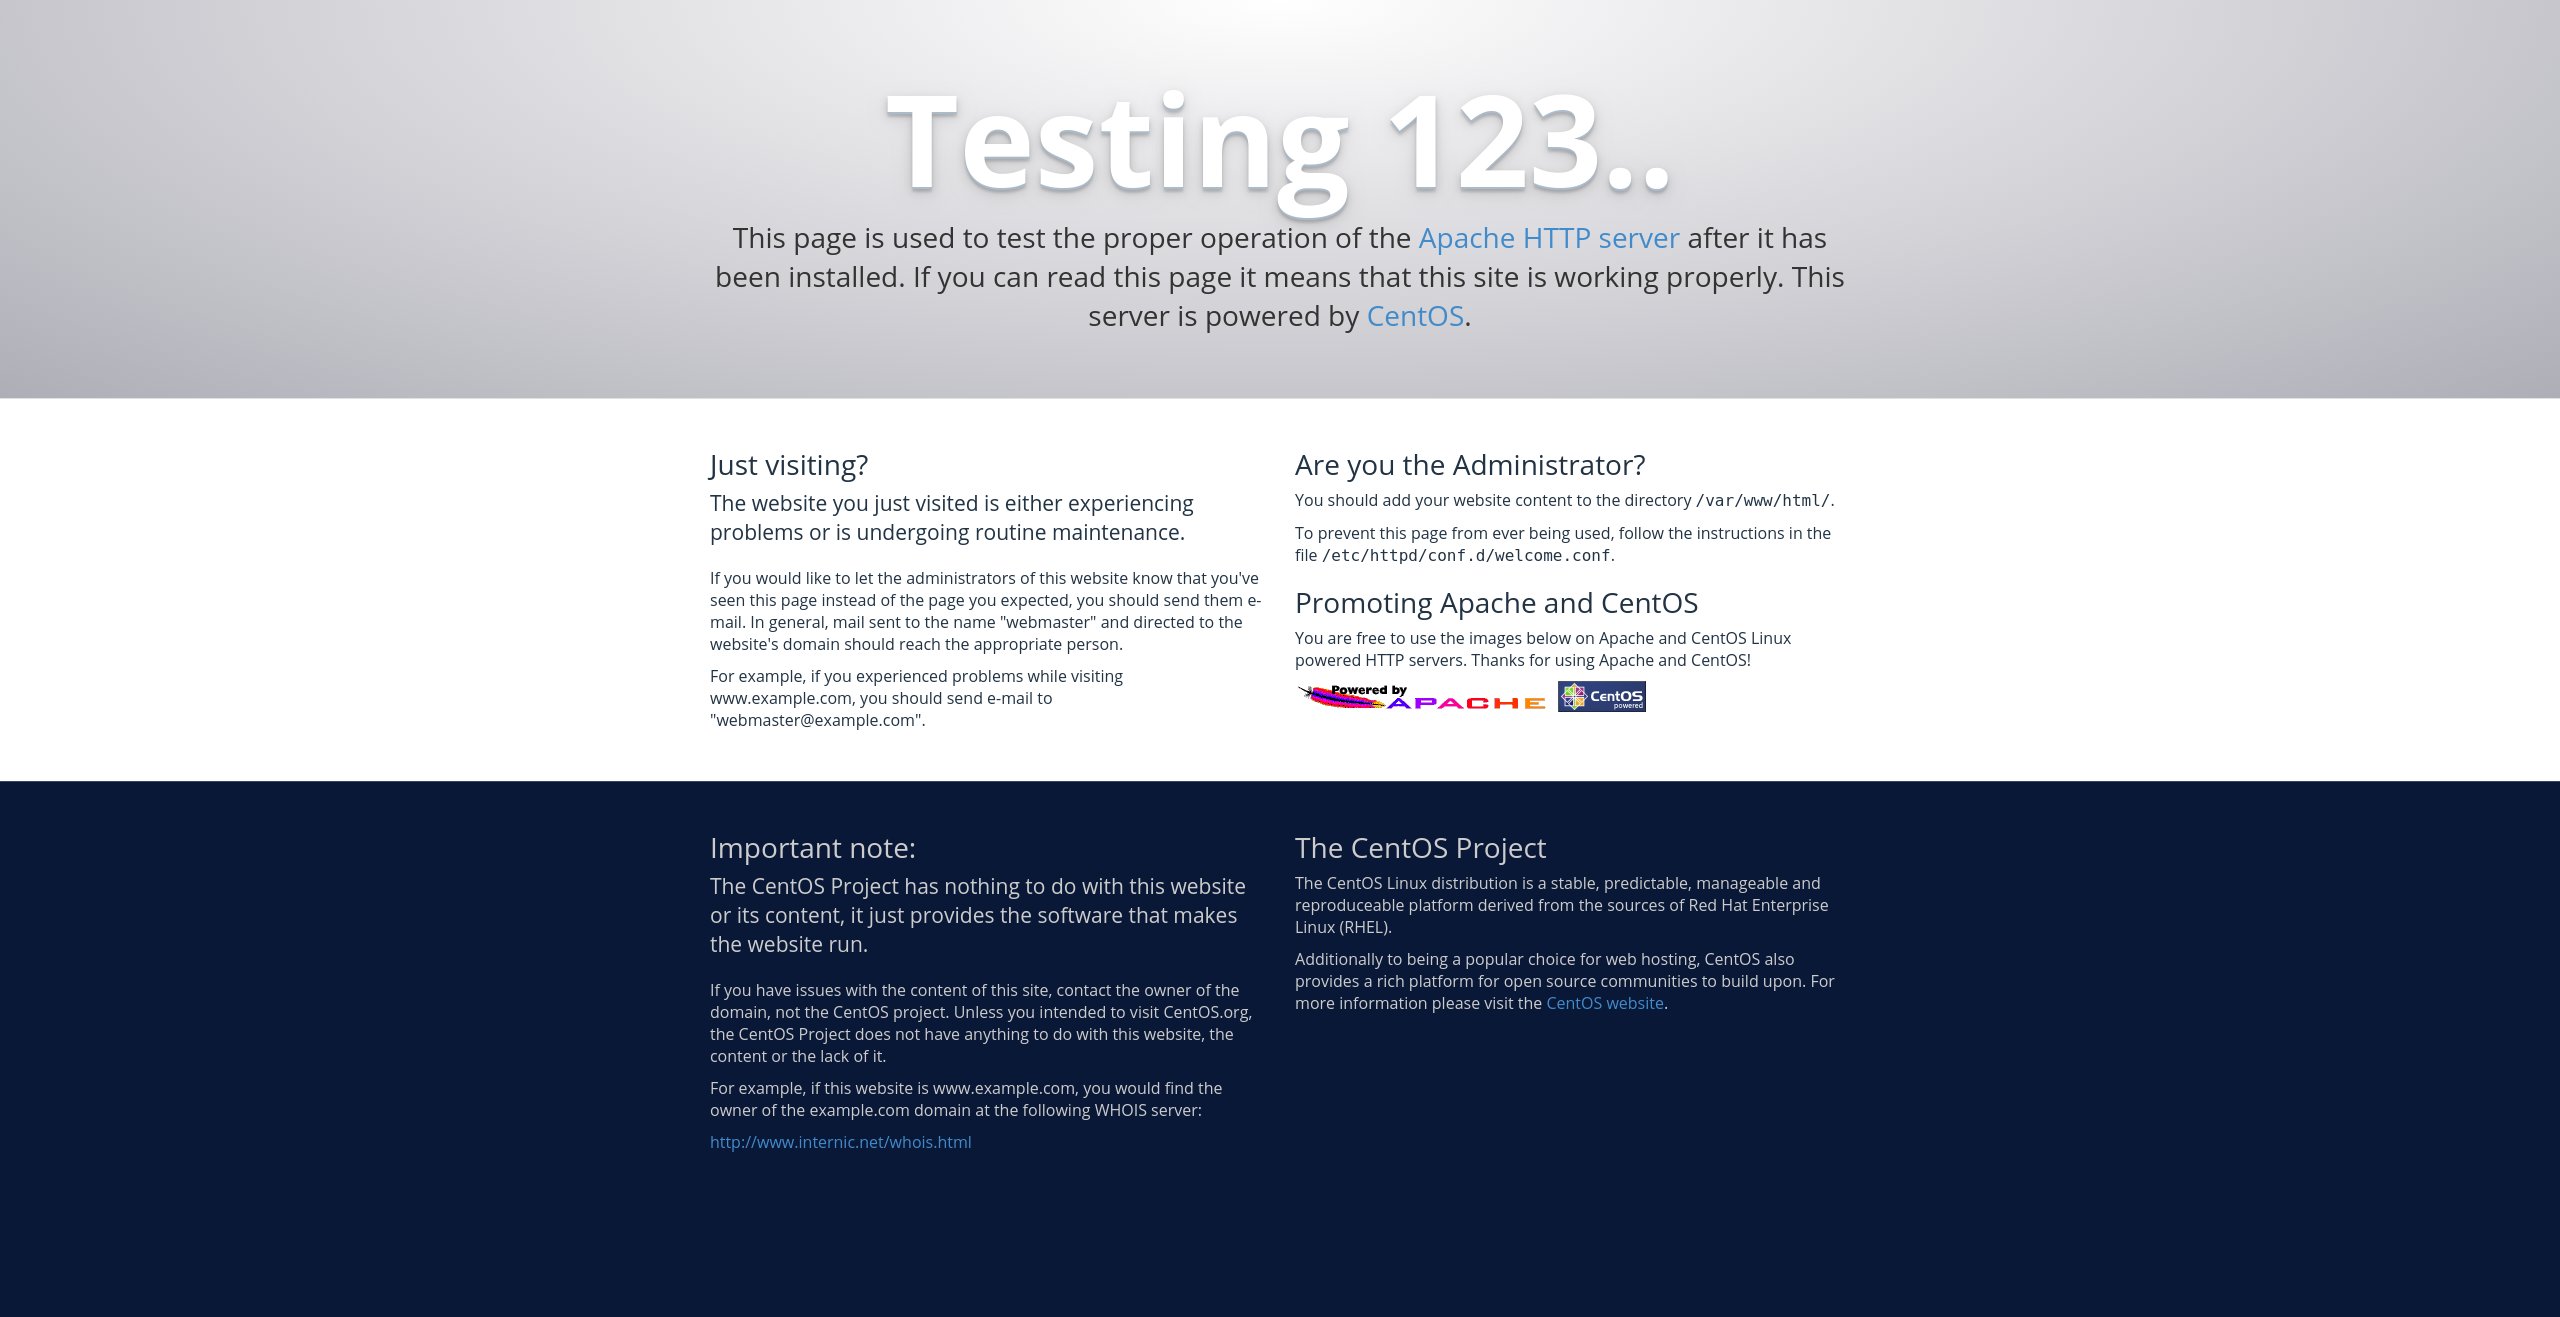 Testing 123..
This page is used to test the proper operation of the Apache HTTP server after it has
been installed. If you can read this page it means that this site is working properly. This
server is powered by CentOS.
Just visiting?
The website you just visited is either experiencing
problems or is undergoing routine maintenance.
If you would like to let the administrators of this website know that you've
seen this page instead of the page you expected, you should send them e-
mail. In general, mail sent to the name "webmaster" and directed to the
website's domain should reach the appropriate person.
For example, if you experienced problems while visiting
www.example.com, you should send e-mail to
"webmaster@example.com".
Are you the Administrator?
You should add your website content to the directory /var/www/html/.
To prevent this page from ever being used, follow the instructions in the
file /etc/httpd/conf.d/welcome.conf.
Promoting Apache and CentOS
You are free to use the images below on Apache and CentOS Linux
powered HTTP servers. Thanks for using Apache and CentOS!
Powered by
APACHE
CentOS
powered
Important note:
The CentOS Project has nothing to do with this website
or its content, it just provides the software that makes
the website run.
If you have issues with the content of this site, contact the owner of the
domain, not the CentOS project. Unless you intended to visit CentOS.org,
the CentOS Project does not have anything to do with this website, the
content or the lack of it.
For example, if this website is www.example.com, you would find the
owner of the example.com domain at the following WHOIS server:
http://www.internic.net/whois.html
The CentOS Project
The CentOS Linux distribution is a stable, predictable, manageable and
reproduceable platform derived from the sources of Red Hat Enterprise
Linux (RHEL).
Additionally to being a popular choice for web hosting, CentOS also
provides a rich platform for open source communities to build upon. For
more information please visit the CentOS website.